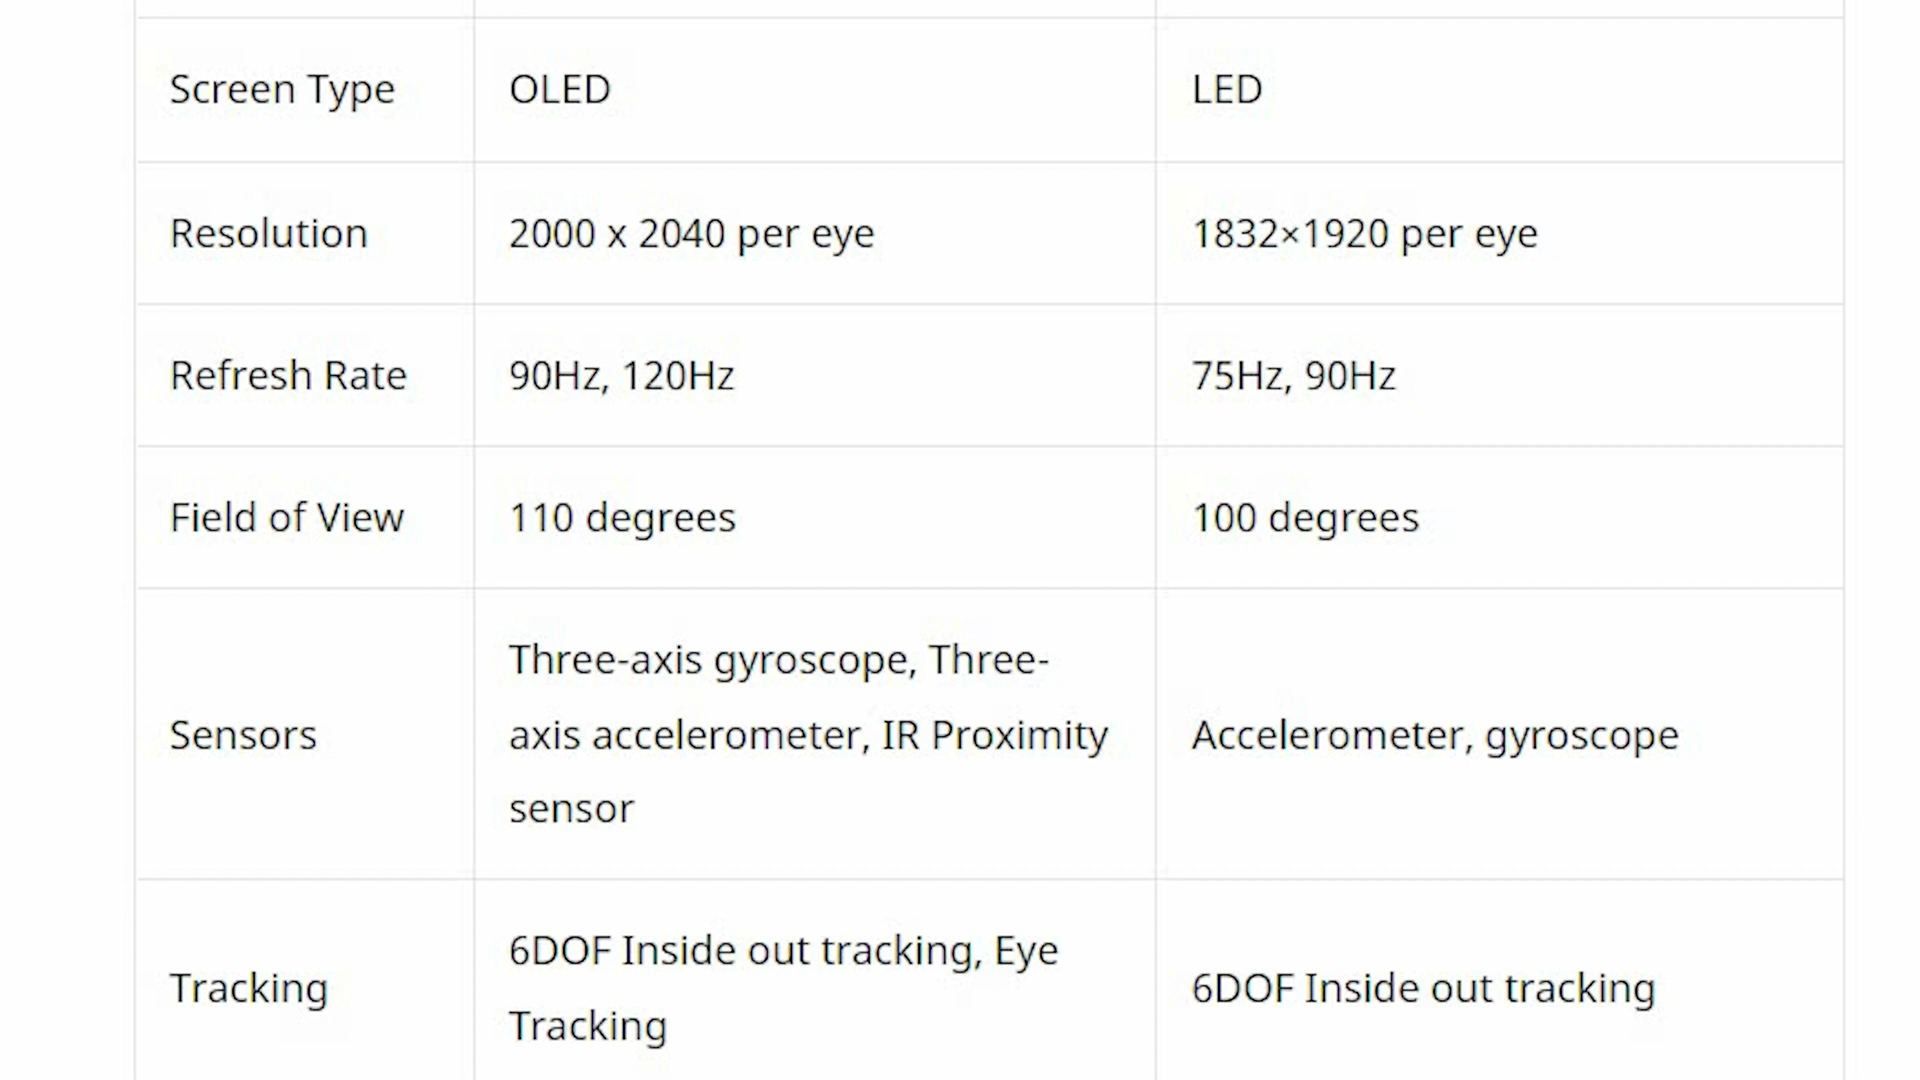 Screen Type OLED LED
Resolution 2000 x 2040 per eye 1832×1920 per eye
Refresh Rate 90Hz, 120Hz 75Hz, 90Hz
Field of View 110 degrees 100 degrees
Sensors
Three-axis gyroscope, Three-
axis accelerometer, IR Proximity
sensor
Accelerometer, gyroscope
Tracking
6DOF Inside out tracking, Eye
Tracking
6DOF Inside out tracking